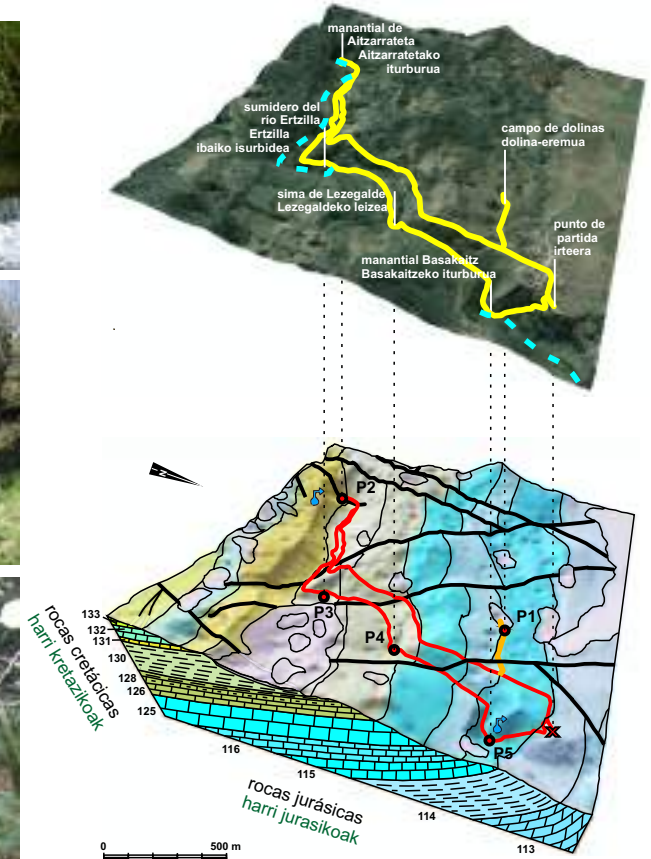 manantial de
Aitzarrateta
Aitzarratetako
iturburua
sumidero del
río Ertzilla
Ertzilla
ibaiko isurbidea
campo de dolinas
dolina-eremua
sima de Lezegalde
Lezegaldeko leizea
punto de
partida
irteera
manantial Basakaitz
Basakaitzeko iturburua
P2
P3
P1
P4
P5
X
133
132
131
130
128
126
125
116
115
114
113
rocas cretácicas
harri kretazikoak
rocas jurásicas
harri jurasikoak
0 500 m